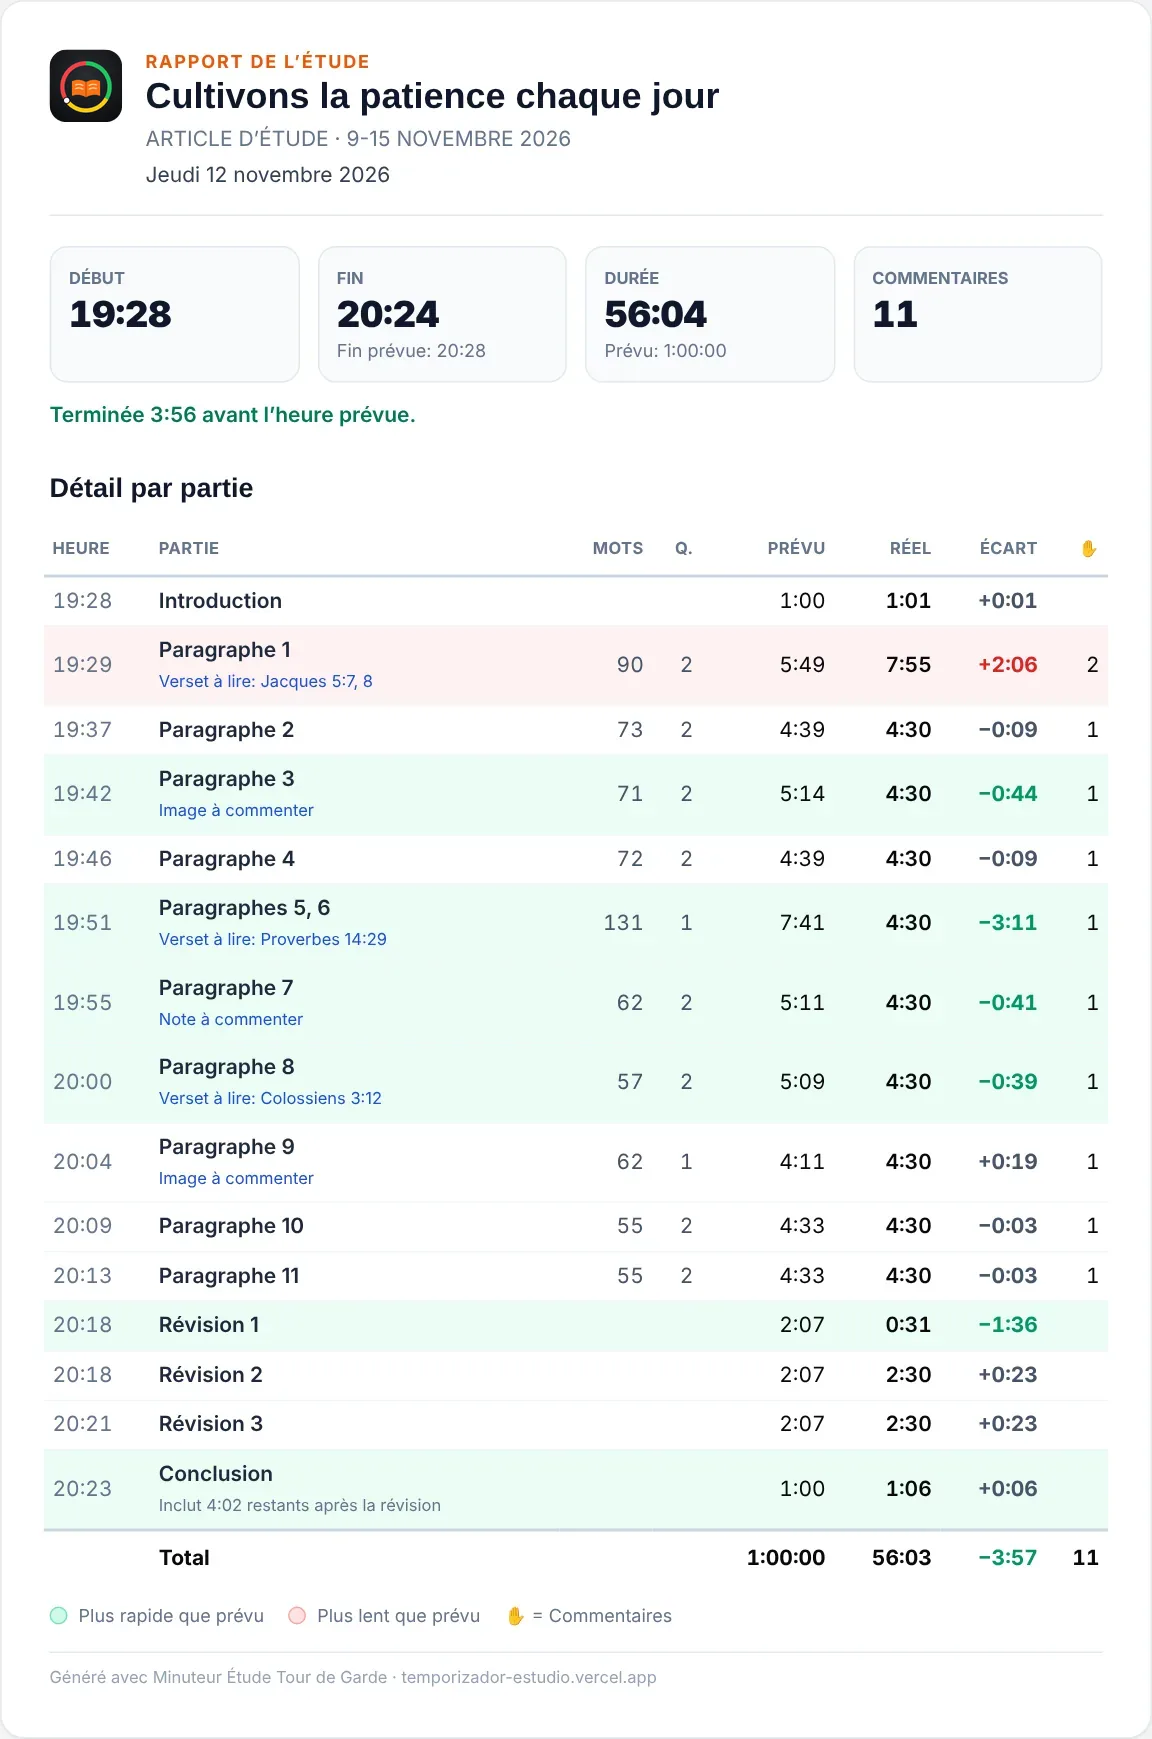 RAPPORT DE L’ÉTUDE
Cultivons la patience chaque jour
ARTICLE D’ÉTUDE · 9-15 NOVEMBRE 2026
Jeudi 12 novembre 2026
DÉBUT FIN DURÉE COMMENTAIRES
19:28 20:24 56:04 11
Fin prévue: 20:28 Prévu: 1:00:00
Terminée 3:56 avant l’heure prévue.
Détail par partie
HEURE PARTIE MOTS Q. PRÉVU RÉEL ÉCART ✋
19:28 Introduction 1:00 1:01 +0:01
19:29 Paragraphe 1 90 2 5:49 7:55 +2:06 2
Verset à lire: Jacques 5:7, 8
19:37 Paragraphe 2 73 2 4:39 4:30 −0:09 1
19:42 Paragraphe 3 71 2 5:14 4:30 −0:44 1
Image à commenter
19:46 Paragraphe 4 72 2 4:39 4:30 −0:09 1
19:51 Paragraphes 5, 6 131 1 7:41 4:30 −3:11 1
Verset à lire: Proverbes 14:29
19:55 Paragraphe 7 62 2 5:11 4:30 −0:41 1
Note à commenter
20:00 Paragraphe 8 57 2 5:09 4:30 −0:39 1
Verset à lire: Colossiens 3:12
20:04 Paragraphe 9 62 1 4:11 4:30 +0:19 1
Image à commenter
20:09 Paragraphe 10 55 2 4:33 4:30 −0:03 1
20:13 Paragraphe 11 55 2 4:33 4:30 −0:03 1
20:18 Révision 1 2:07 0:31 −1:36
20:18 Révision 2 2:07 2:30 +0:23
20:21 Révision 3 2:07 2:30 +0:23
20:23 Conclusion 1:00 1:06 +0:06
Inclut 4:02 restants après la révision
Total 1:00:00 56:03 −3:57 11
Plus rapide que prévu Plus lent que prévu ✋ = Commentaires
Généré avec Minuteur Étude Tour de Garde · temporizador-estudio.vercel.app